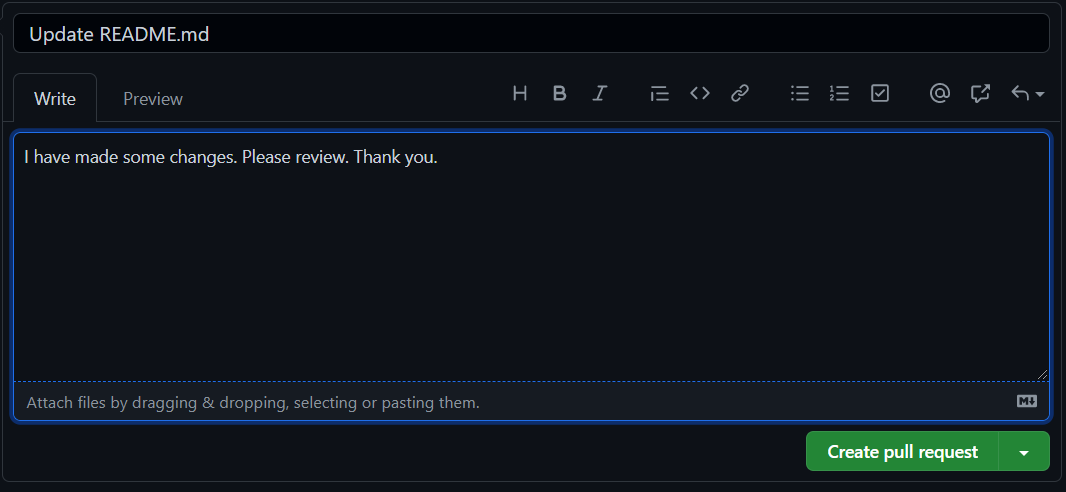 Update README.md
Write Preview H B I @
I have made some changes. Please review. Thank you.
Attach files by dragging & dropping, selecting or pasting them.
Create pull request